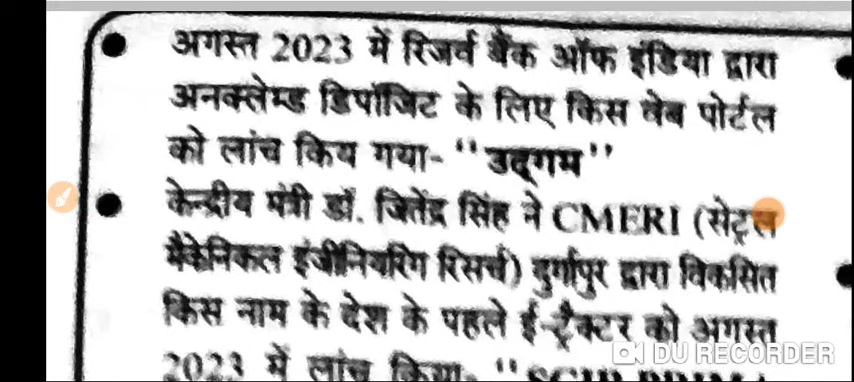 अगस्त 2023 में रिजर्व बैंक ऑफ इंडिया द्वारा
अनक्लेम्ड डिपॉजिट के लिए किस वेब पोर्टल
को लांच किय गया- "उद्गम"
केन्द्रीय मंत्री डॉ. जितेंद्र सिंह ने CMERI (सेंट्रल
मैकेनिकल इंजीनियरिंग रिसर्च) दुर्गापुर द्वारा विकसित
किस नाम के देश के पहले ई-ट्रैक्टर को अगस्त
2023 में लांच किया-
DU RECORDER